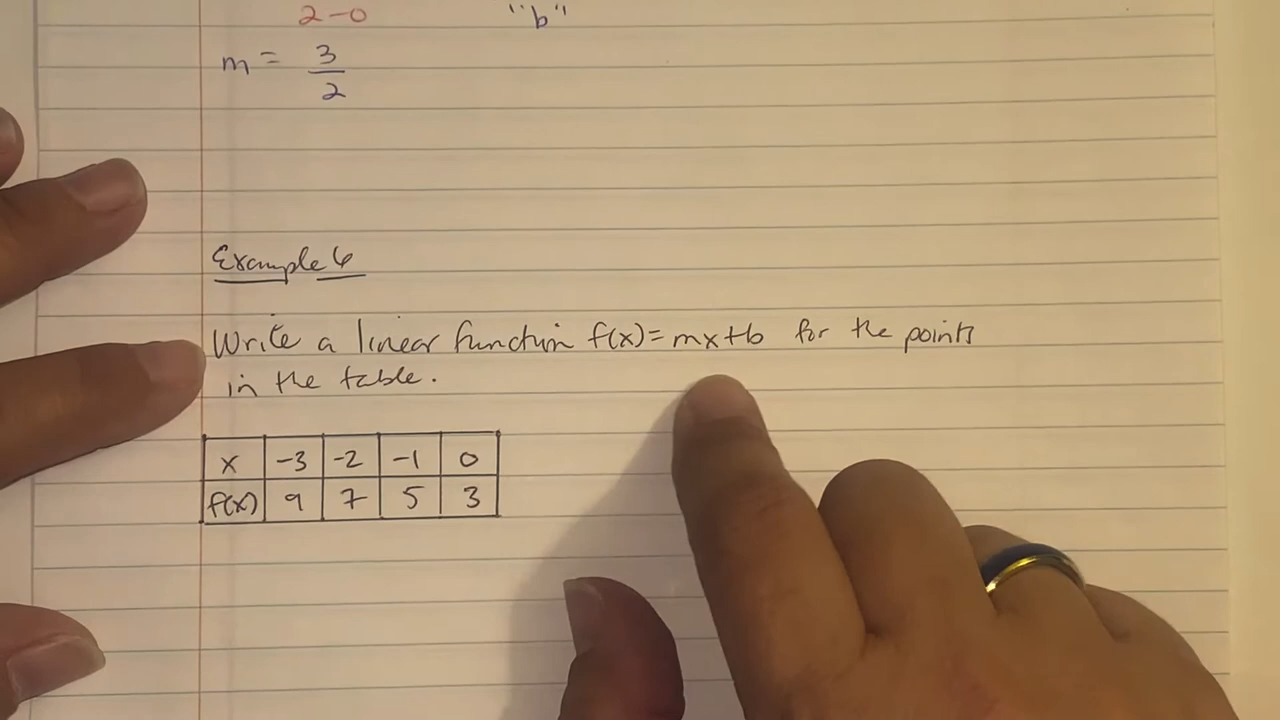 2-0 "b"
m = 3/2
Example 6
Write a linear function f(x)= mx+b for the points
in the table.
x -3 -2 -1 0
f(x) 9 7 5 3